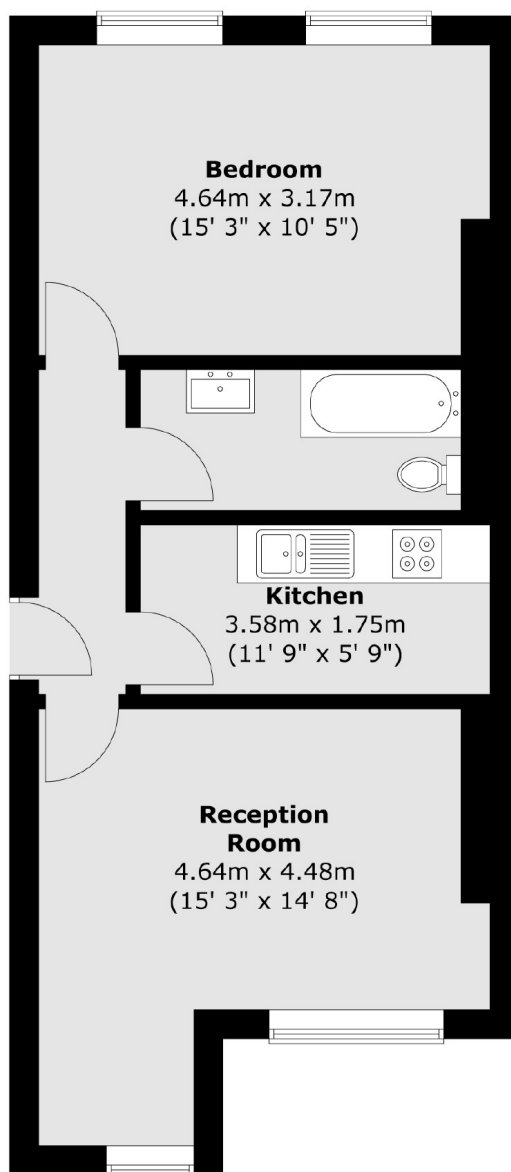 Bedroom
4.64m x 3.17m
(15' 3" x 10' 5")
Kitchen
3.58m x 1.75m
(11' 9" x 5' 9")
Reception
Room
4.64m x 4.48m
(15' 3" x 14' 8")